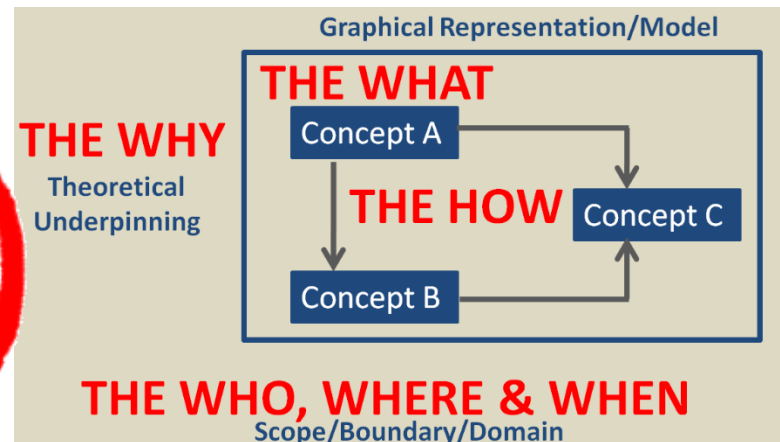 Graphical Representation/Model
THE WHAT
Concept A
THE WHY
Theoretical
Underpinning
THE HOW
Concept C
Concept B
THE WHO, WHERE & WHEN
Scope/Boundary/Domain